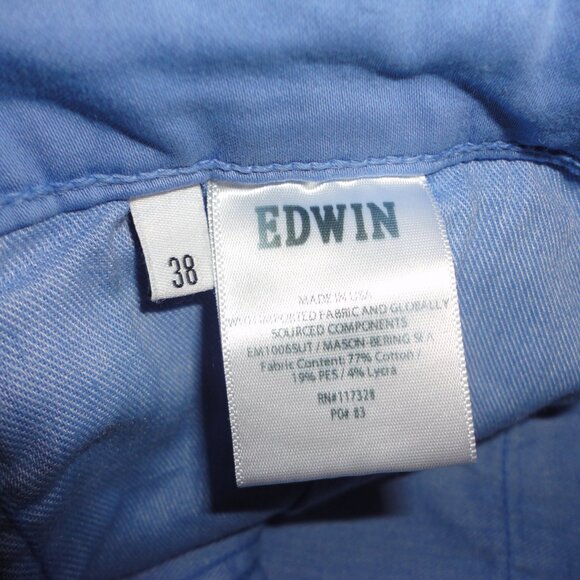 38
EDWIN
MADE IN USA
WITH IMPORTED FABRIC AND GLOBALLY
SOURCED COMPONENTS
/ MASON-BERING SEA
Fabric Content: 77% Cotton /
19% PES / 4% Lycra
RN#117328
PO# 83